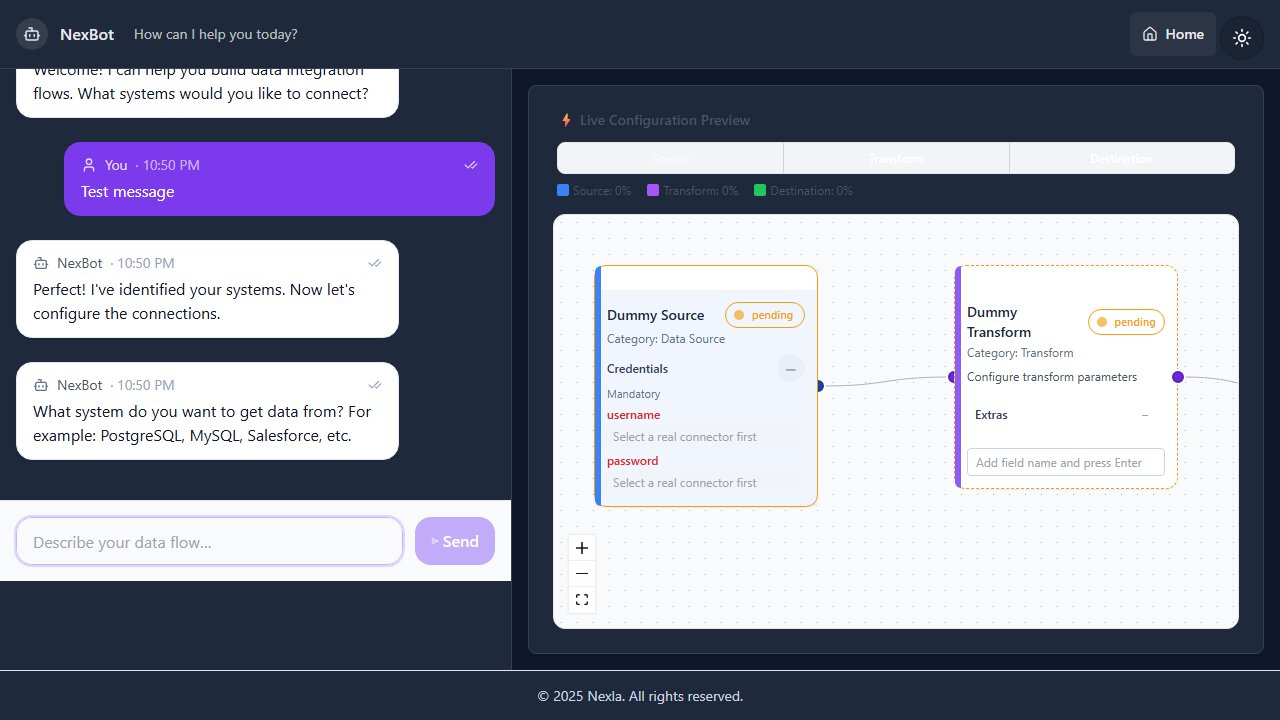 NexBot How can I help you today?
Home
Welcome! I can help you build data integration
flows. What systems would you like to connect?
You · 10:50 PM
Test message
NexBot · 10:50 PM
Perfect! I've identified your systems. Now let's
configure the connections.
NexBot · 10:50 PM
What system do you want to get data from? For
example: PostgreSQL, MySQL, Salesforce, etc.
Describe your data flow...
Send
Live Configuration Preview
Source Transform Destination
Source: 0% Transform: 0% Destination: 0%
Dummy Source
pending
Category: Data Source
Credentials
Mandatory
username
Select a real connector first
password
Select a real connector first
Dummy
Transform
pending
Category: Transform
Configure transform parameters
Extras
Add field name and press Enter
© 2025 Nexla. All rights reserved.